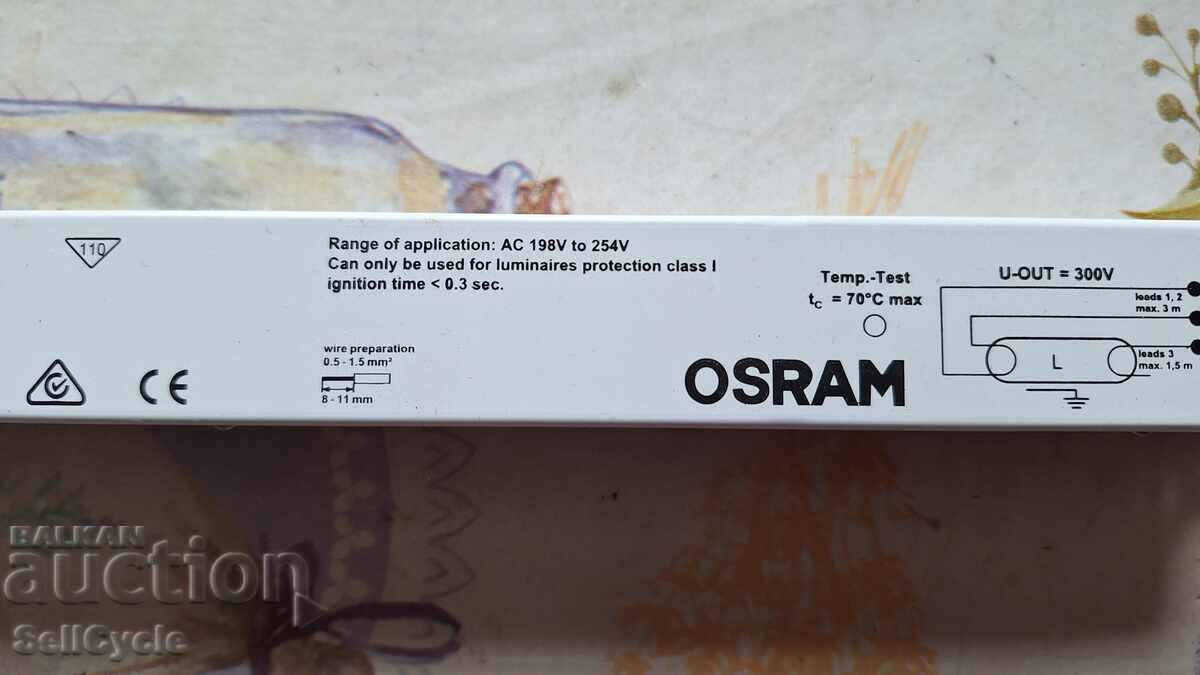 110
Range of application: AC 198V to 254V
Can only be used for luminaires protection class I
ignition time < 0.3 sec.
Temp.-Test
tc = 70°C max
U-OUT = 300V
leads 1, 2
max. 3 m
leads 3
max. 1,5 m
L
wire preparation
0.5 - 1.5 mm²
8 - 11 mm
CE
OSRAM
BALKAN
auction
SellCycle